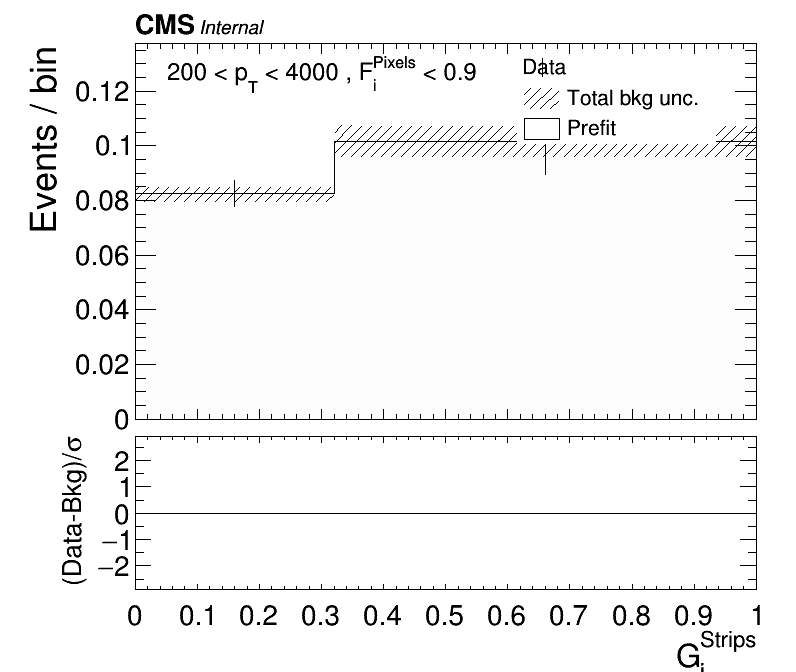 CMS Internal
200 < p_T < 4000 , F_i^Pixels < 0.9
Data
Total bkg unc.
Prefit
Events / bin
0.12
0.1
0.08
0.06
0.04
0.02
0
(Data-Bkg)/σ
2
1
0
−1
−2
0 0.1 0.2 0.3 0.4 0.5 0.6 0.7 0.8 0.9 1
G_i^Strips